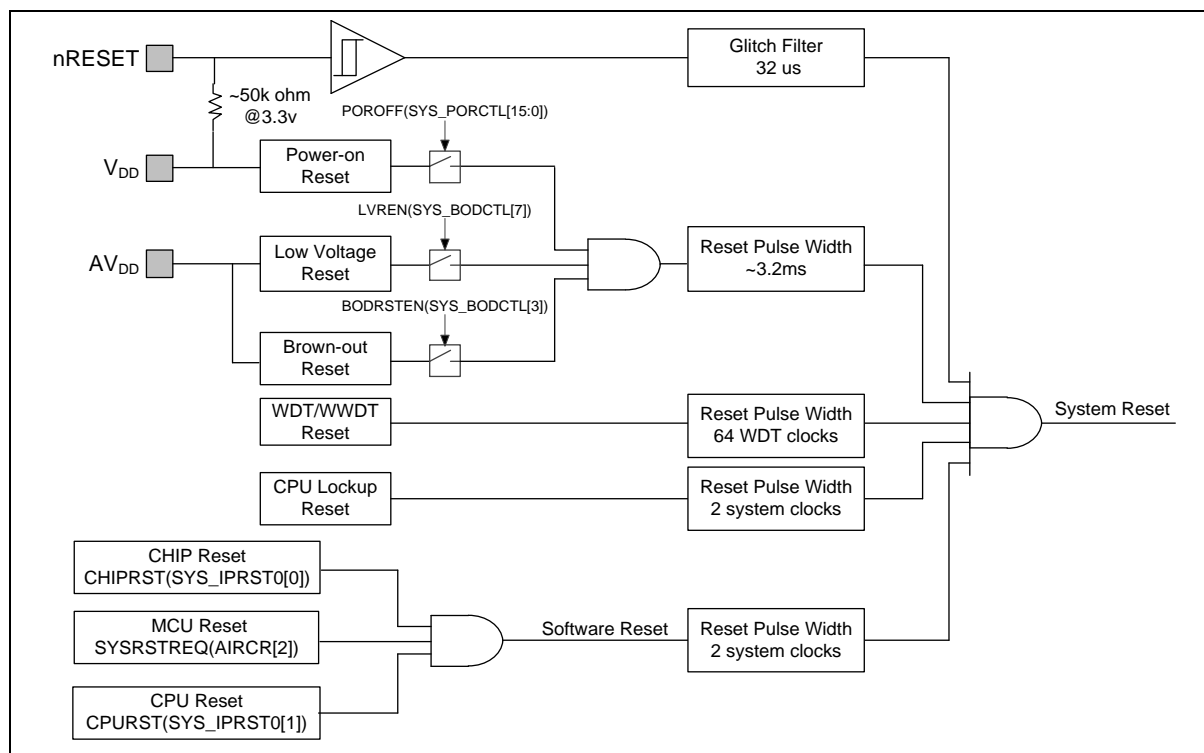 nRESET
~50k ohm
@3.3v
Glitch Filter
32 us
POROFF(SYS_PORCTL[15:0])
VDD
Power-on
Reset
LVREN(SYS_BODCTL[7])
AVDD
Low Voltage
Reset
Reset Pulse Width
~3.2ms
BODRSTEN(SYS_BODCTL[3])
Brown-out
Reset
WDT/WWDT
Reset
Reset Pulse Width
64 WDT clocks
System Reset
CPU Lockup
Reset
Reset Pulse Width
2 system clocks
CHIP Reset
CHIPRST(SYS_IPRST0[0])
MCU Reset
SYSRSTREQ(AIRCR[2])
Software Reset
Reset Pulse Width
2 system clocks
CPU Reset
CPURST(SYS_IPRST0[1])